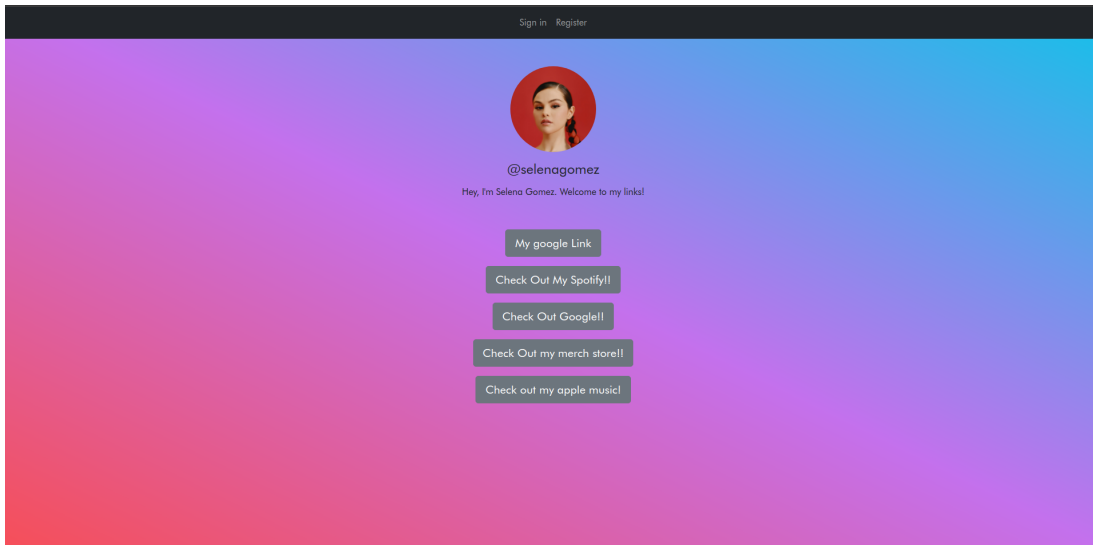 Sign in Register
@selenagomez
Hey, I'm Selena Gomez. Welcome to my links!
My google Link
Check Out My Spotify!!
Check Out Google!!
Check Out my merch store!!
Check out my apple music!